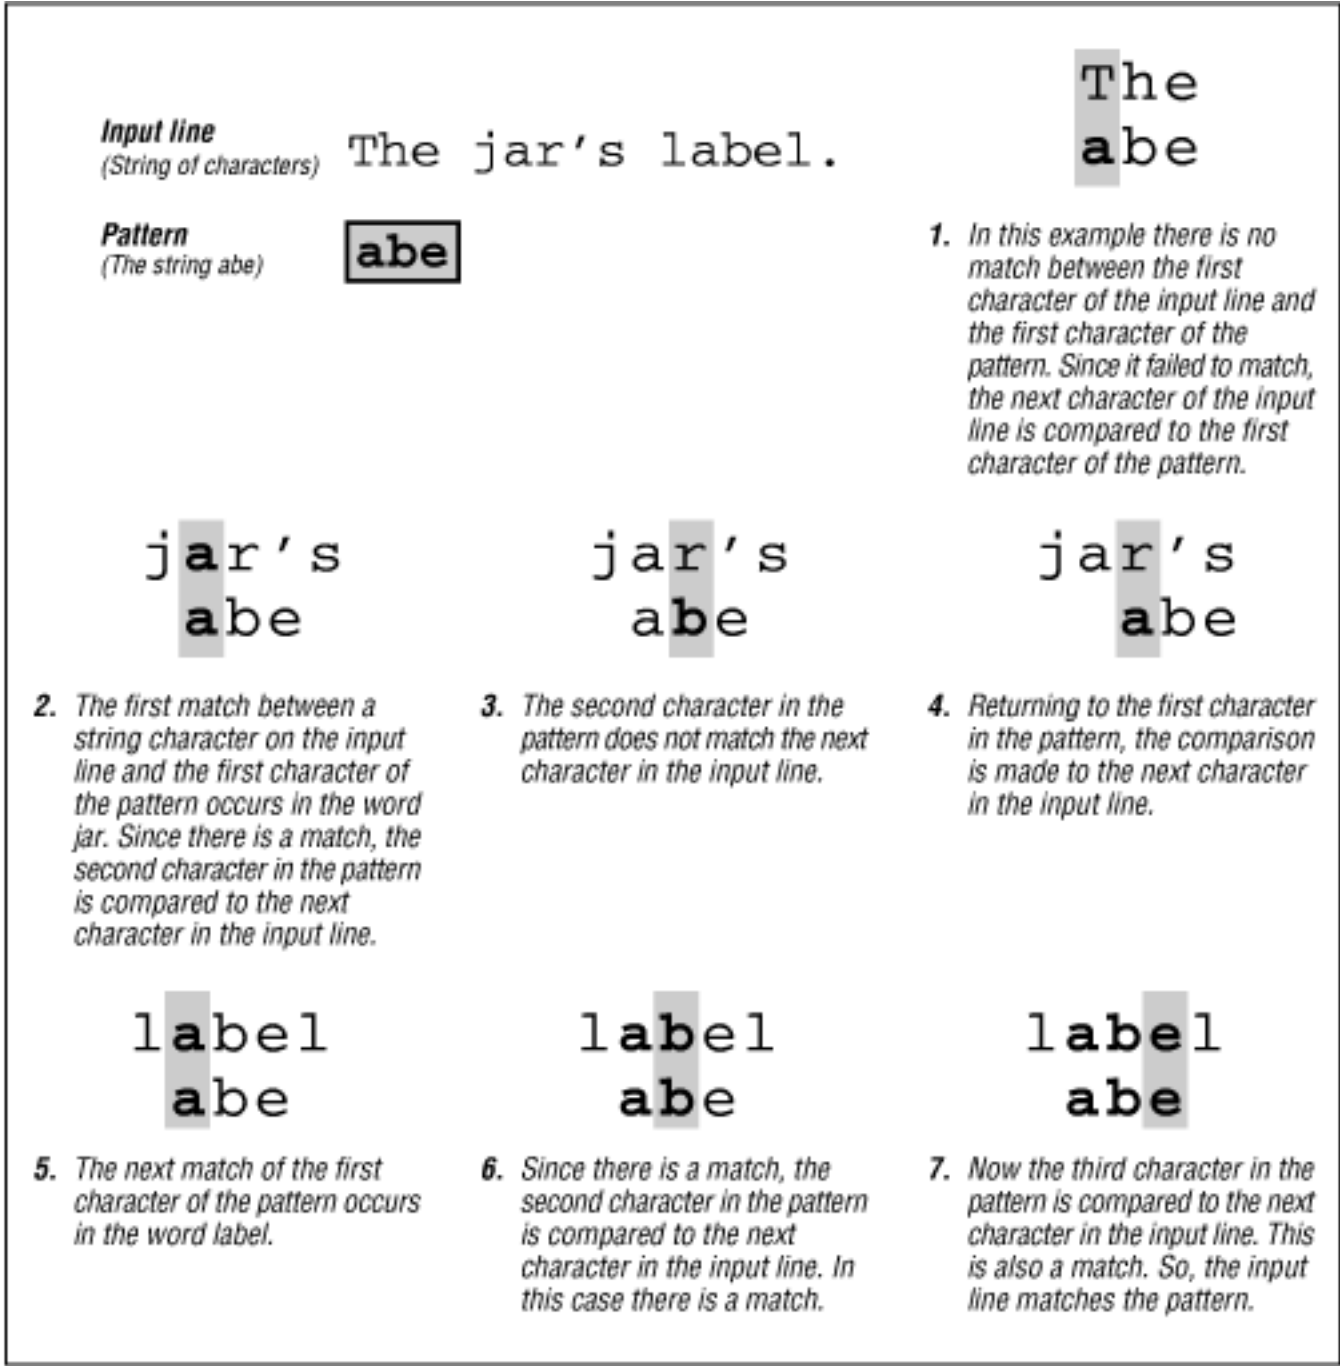 Input line
(String of characters)
The jar's label.
Pattern
(The string abe)
abe
The
abe
1. In this example there is no
match between the first
character of the input line and
the first character of the
pattern. Since it failed to match,
the next character of the input
line is compared to the first
character of the pattern.
jar's
abe
2. The first match between a
string character on the input
line and the first character of
the pattern occurs in the word
jar. Since there is a match, the
second character in the pattern
is compared to the next
character in the input line.
jar's
abe
3. The second character in the
pattern does not match the next
character in the input line.
jar's
abe
4. Returning to the first character
in the pattern, the comparison
is made to the next character
in the input line.
label
abe
5. The next match of the first
character of the pattern occurs
in the word label.
label
abe
6. Since there is a match, the
second character in the pattern
is compared to the next
character in the input line. In
this case there is a match.
label
abe
7. Now the third character in the
pattern is compared to the next
character in the input line. This
is also a match. So, the input
line matches the pattern.